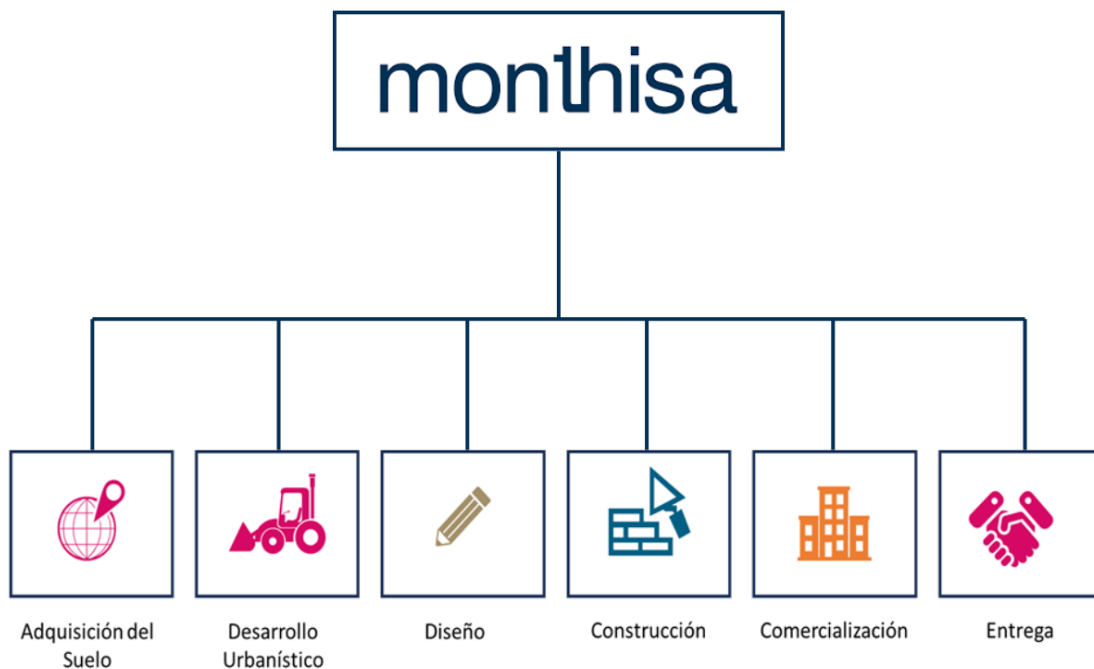 monthisa
Adquisición del
Suelo
Desarrollo
Urbanístico
Diseño
Construcción
Comercialización
Entrega